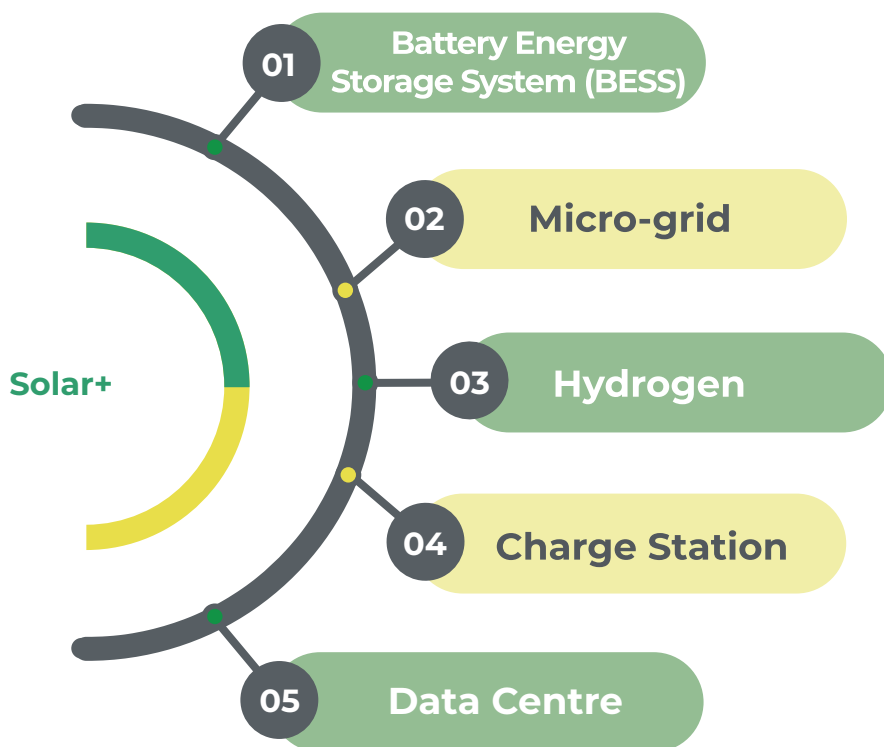 01
Battery Energy
Storage System (BESS)
02
Micro-grid
Solar+
03
Hydrogen
04
Charge Station
05
Data Centre